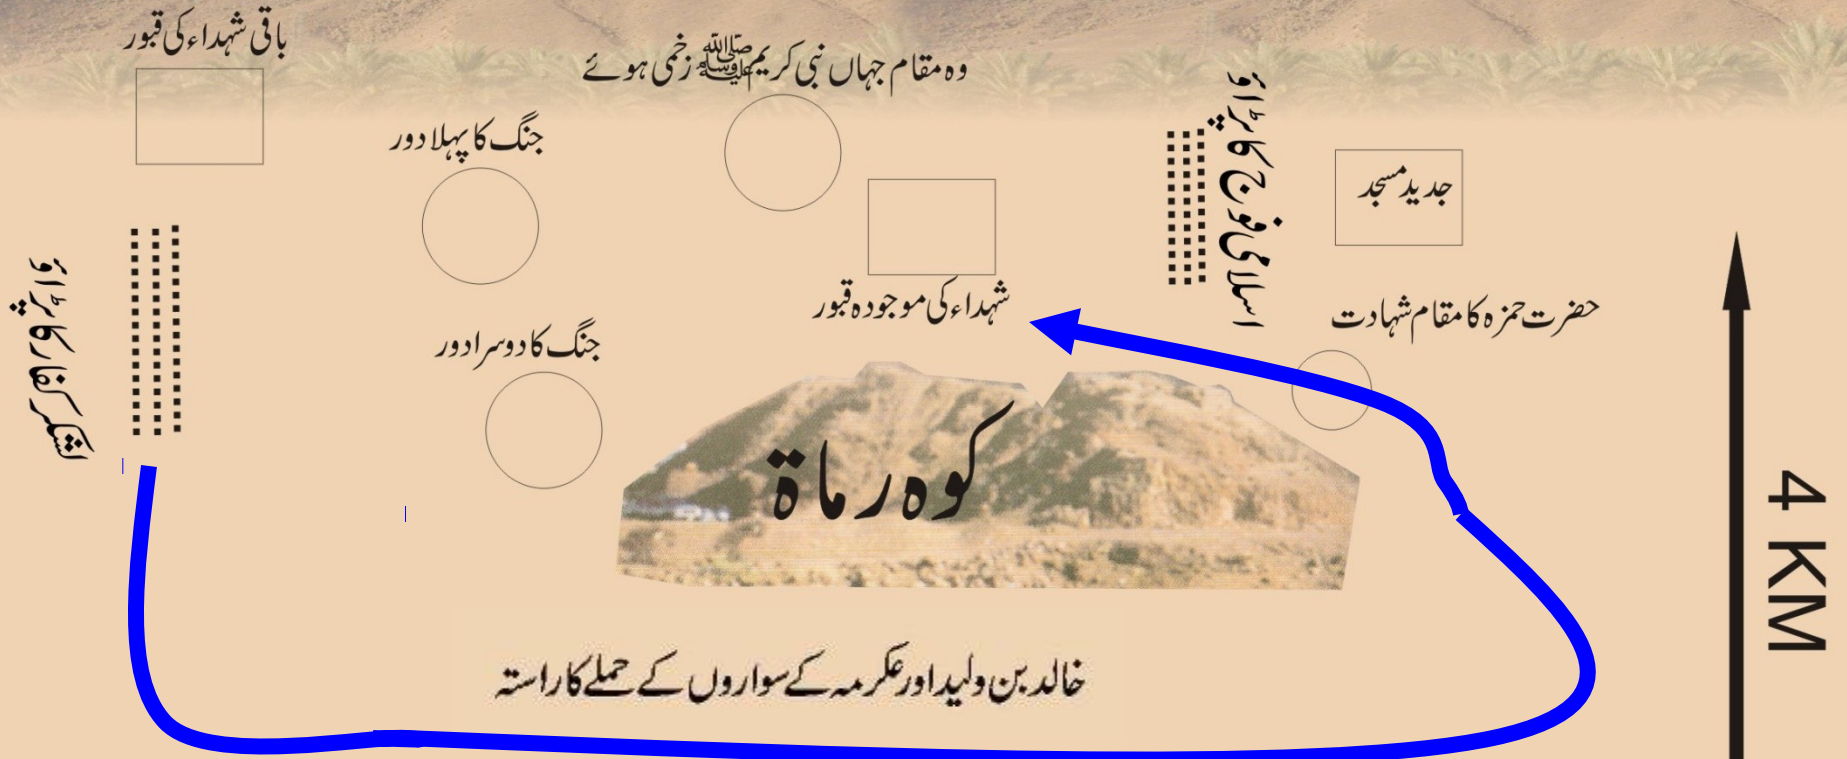 باقی شہداء کی قبور
وہ مقام جہاں نبی کریم ﷺ زخمی ہوئے
جنگ کا پہلا دور
اسلامی فوج کا پڑاؤ
جدید مسجد
شہداء کی موجودہ قبور
حضرت حمزہ کا مقام شہادت
لشکر کفار کا پڑاؤ
جنگ کا دوسرا دور
کوہ رماۃ
4 KM
خالد بن ولید اور عکرمہ کے سواروں کے حملے کا راستہ